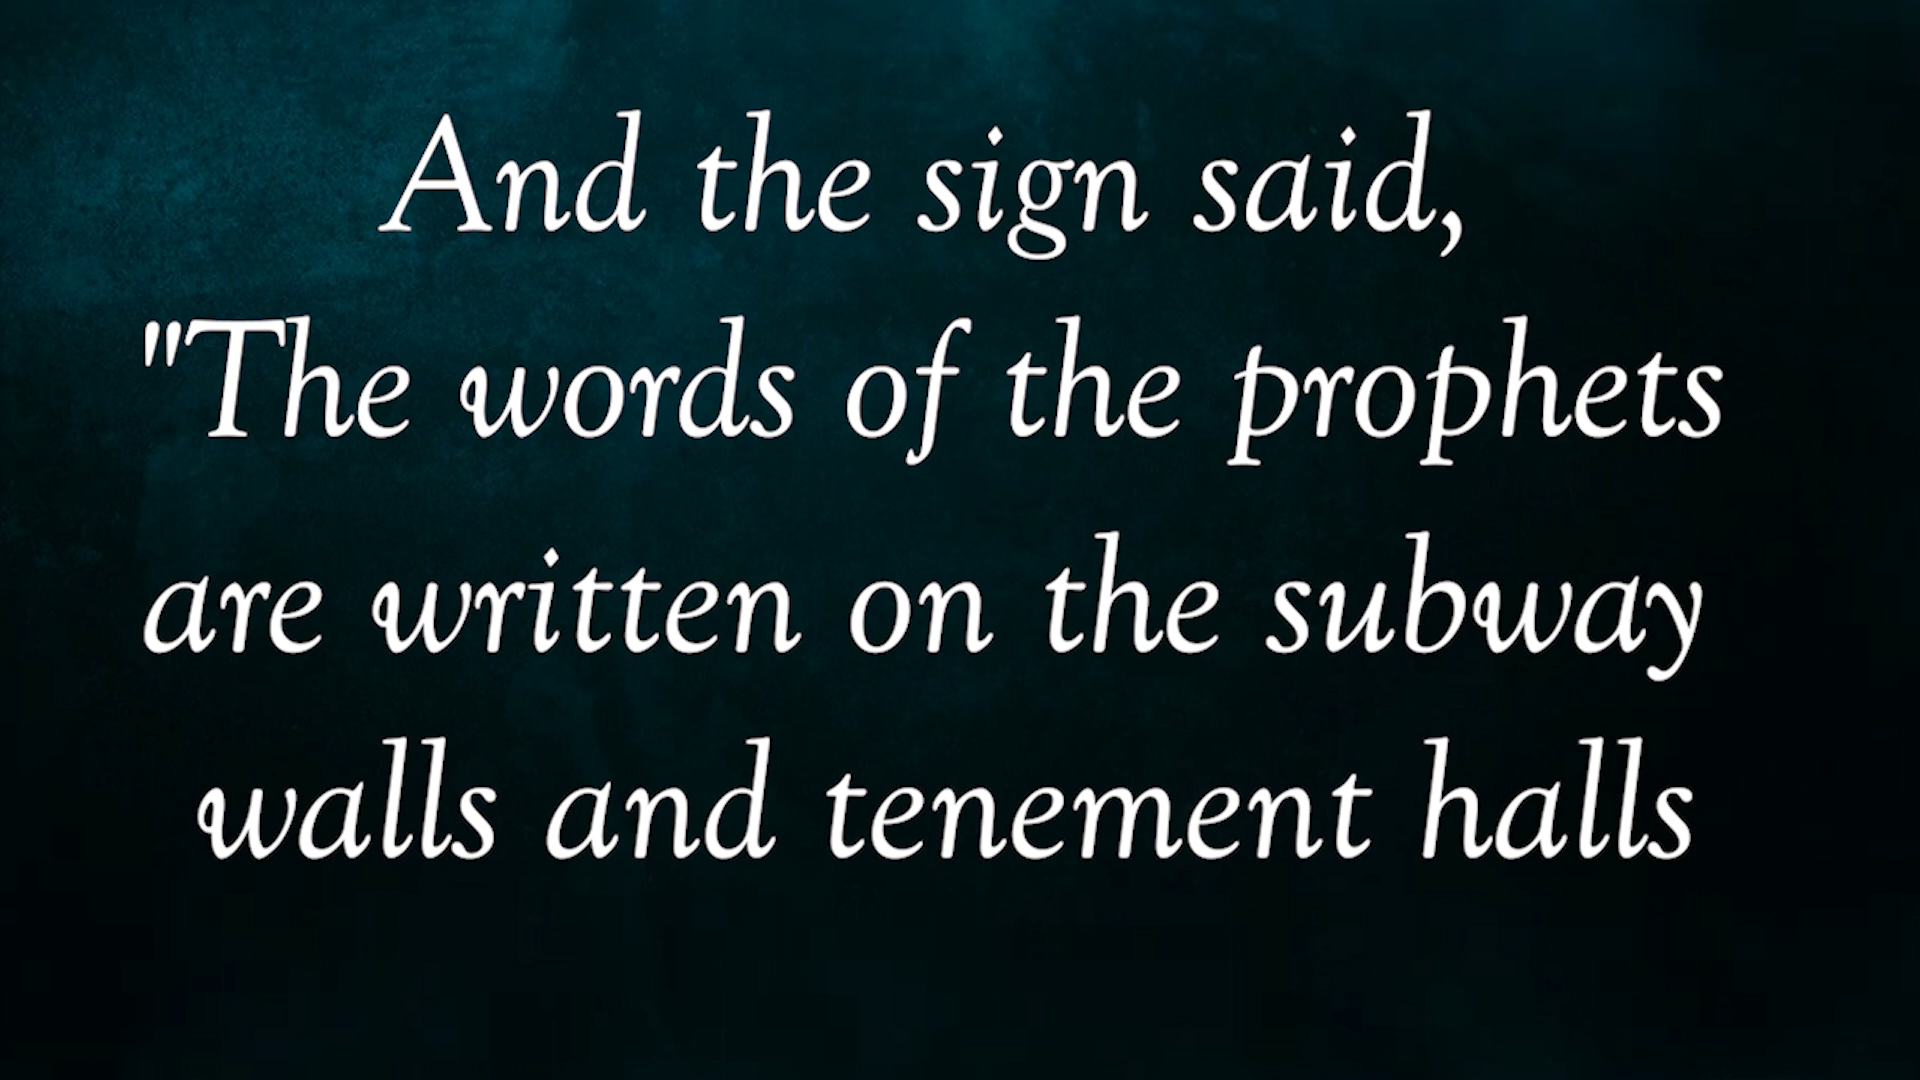 And the sign said,
"The words of the prophets
are written on the subway
walls and tenement halls